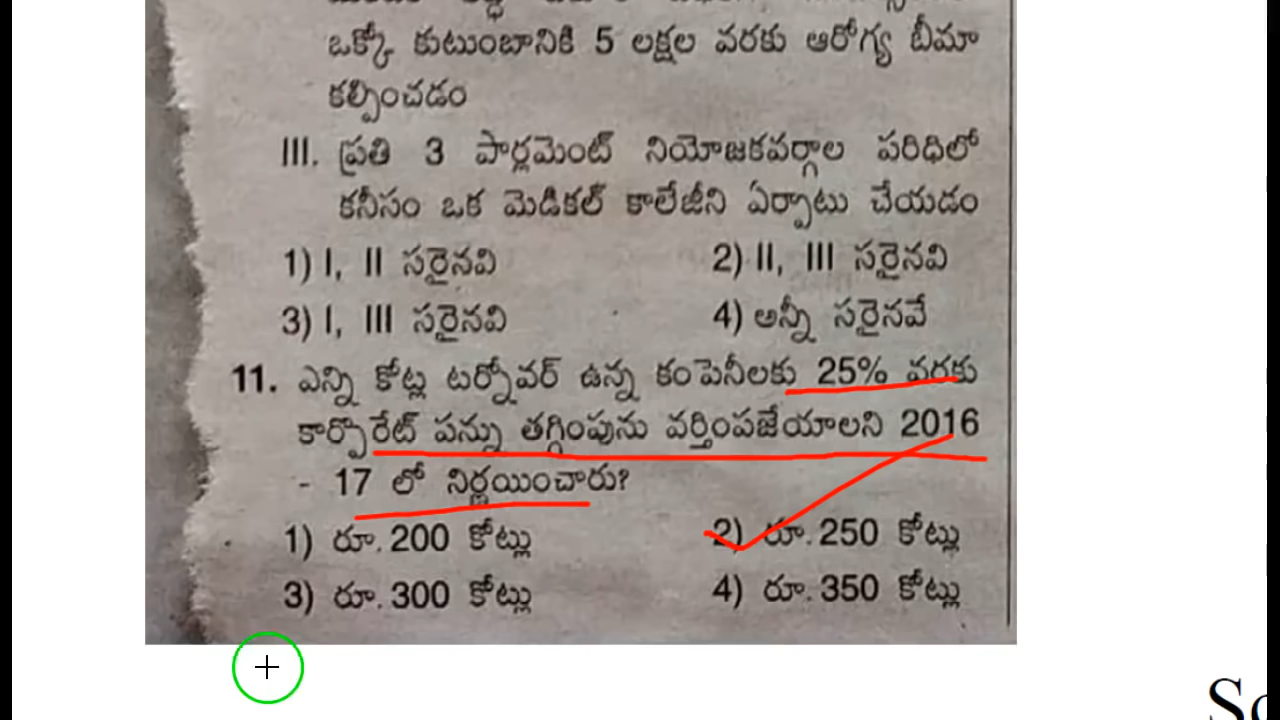 ఒక్కో కుటుంబానికి 5 లక్షల వరకు ఆరోగ్య బీమా
కల్పించడం
III. ప్రతి 3 పార్లమెంట్ నియోజకవర్గాల పరిధిలో
కనీసం ఒక మెడికల్ కాలేజీని ఏర్పాటు చేయడం
1) I, II సరైనవి 2) II, III సరైనవి
3) I, III సరైనవి 4) అన్నీ సరైనవే
11. ఎన్ని కోట్ల టర్నోవర్ ఉన్న కంపెనీలకు 25% వరకు
కార్పొరేట్ పన్ను తగ్గింపును వర్తింపజేయాలని 2016
- 17 లో నిర్ణయించారు?
1) రూ. 200 కోట్లు 2) రూ. 250 కోట్లు
3) రూ. 300 కోట్లు 4) రూ. 350 కోట్లు